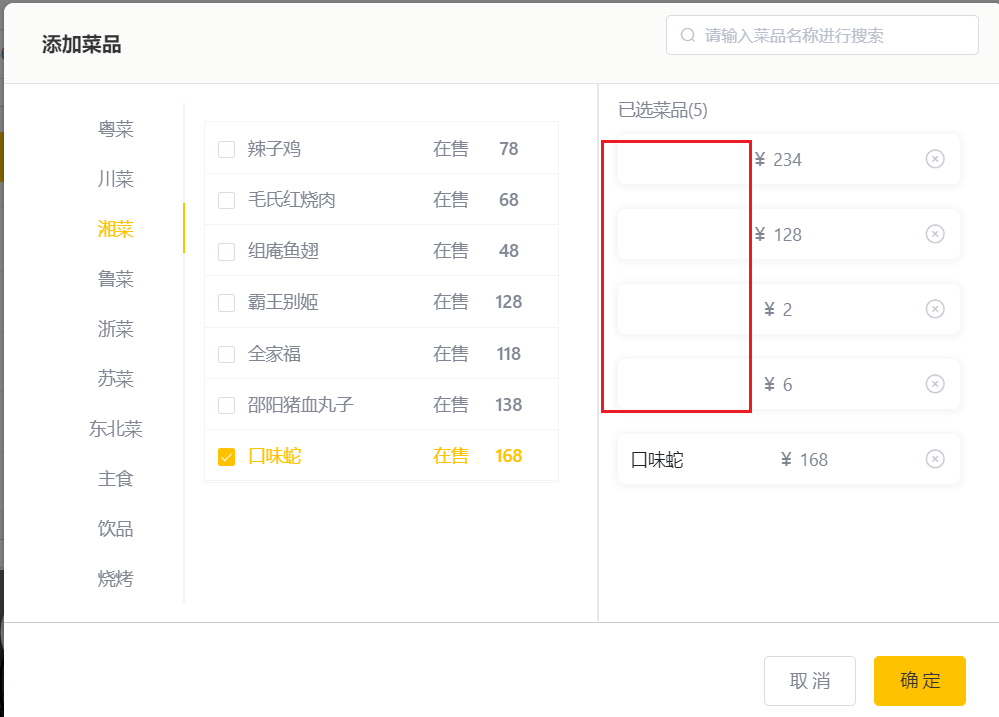 添加菜品
请输入菜品名称进行搜索
粤菜
川菜
湘菜
鲁菜
浙菜
苏菜
东北菜
主食
饮品
烧烤
辣子鸡 在售 78
毛氏红烧肉 在售 68
组庵鱼翅 在售 48
霸王别姬 在售 128
全家福 在售 118
邵阳猪血丸子 在售 138
口味蛇 在售 168
已选菜品(5)
¥ 234
¥ 128
¥ 2
¥ 6
口味蛇 ¥ 168
取消
确定